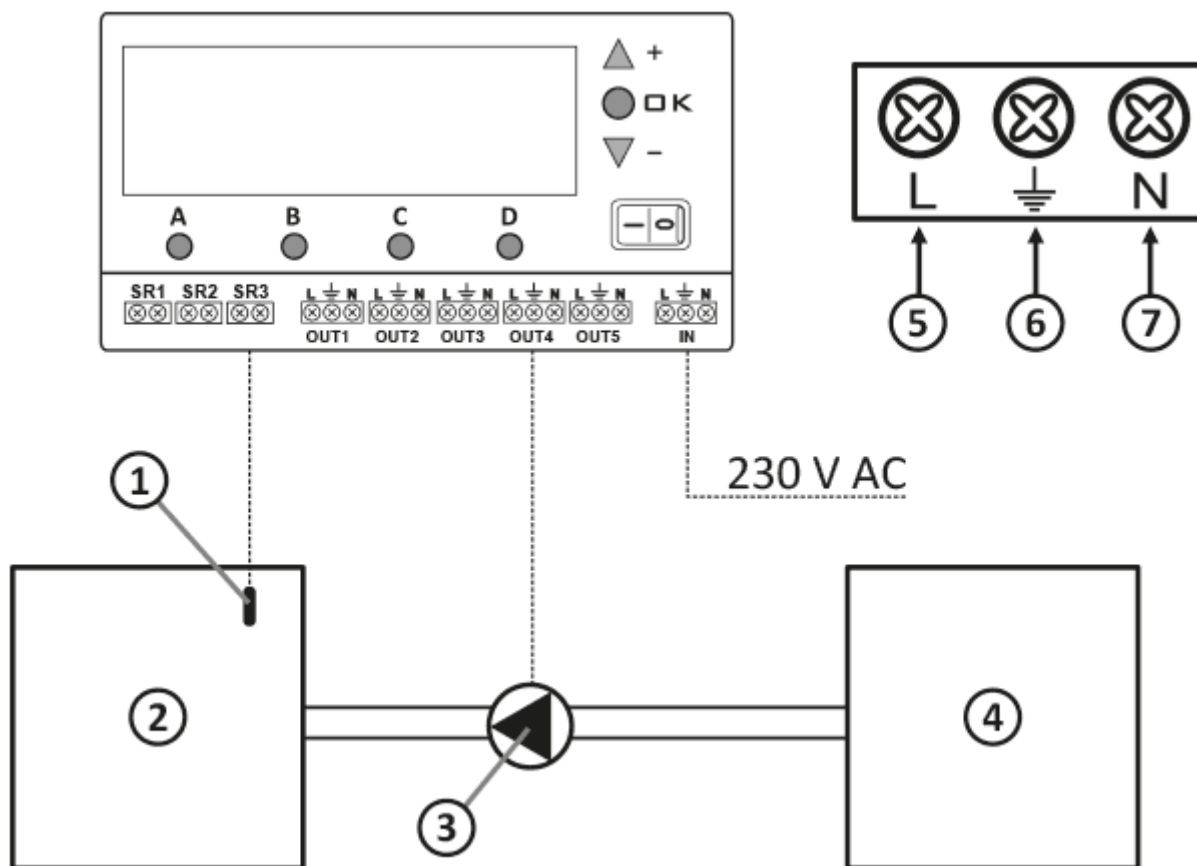 +
OK
−
A B C D
I 0
SR1 SR2 SR3 L ⏚ N L ⏚ N L ⏚ N L ⏚ N L ⏚ N L ⏚ N
OUT1 OUT2 OUT3 OUT4 OUT5 IN
L ⏚ N
5 6 7
230 V AC
1
2
3
4